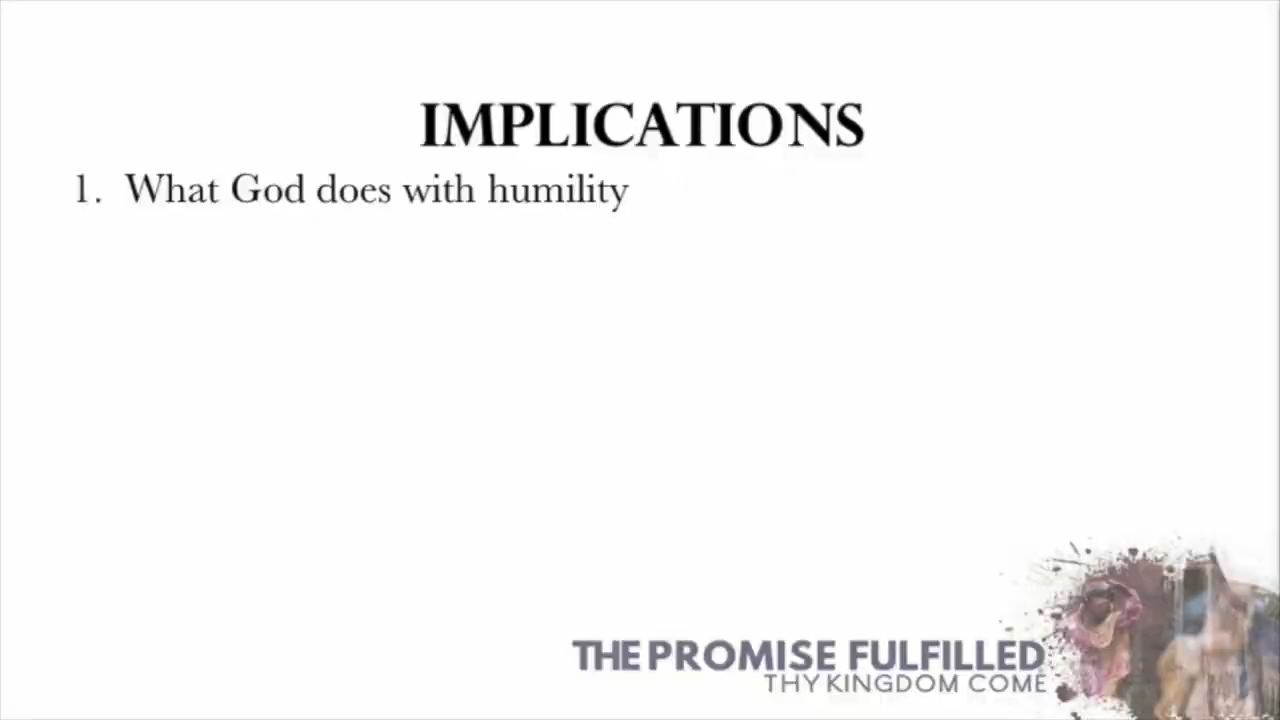 IMPLICATIONS
1. What God does with humility
THE PROMISE FULFILLED
THY KINGDOM COME